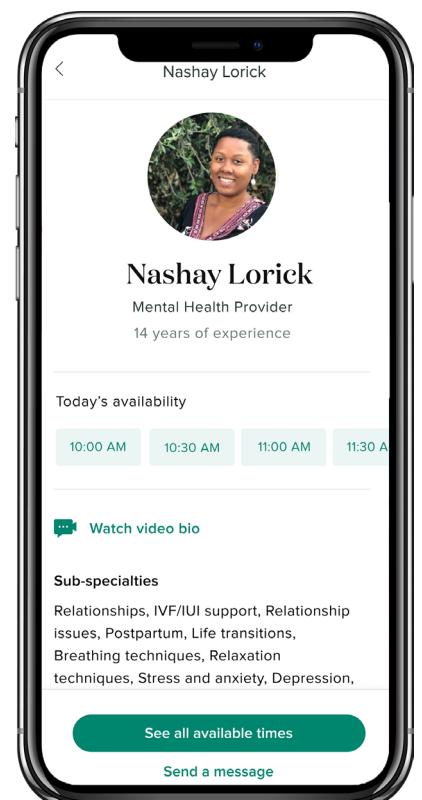 Nashay Lorick
Nashay Lorick
Mental Health Provider
14 years of experience
Today's availability
10:00 AM 10:30 AM 11:00 AM 11:30 A
Watch video bio
Sub-specialties
Relationships, IVF/IUI support, Relationship
issues, Postpartum, Life transitions,
Breathing techniques, Relaxation
techniques, Stress and anxiety, Depression,
See all available times
Send a message